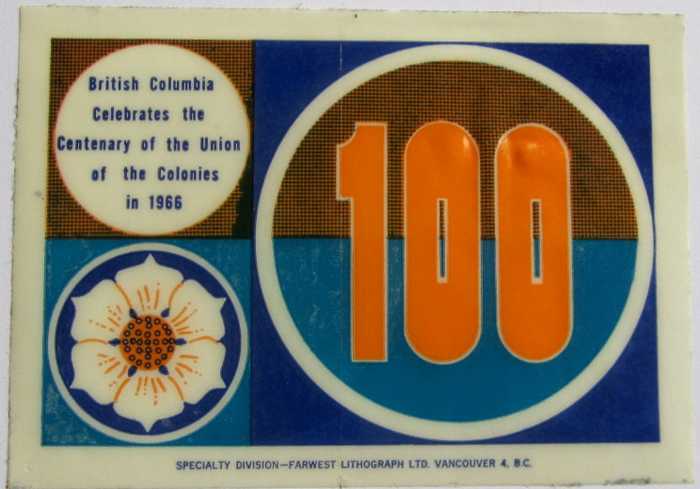 British Columbia
Celebrates the
Centenary of the Union
of the Colonies
in 1966
100
SPECIALTY DIVISION—FARWEST LITHOGRAPH LTD. VANCOUVER 4, B.C.